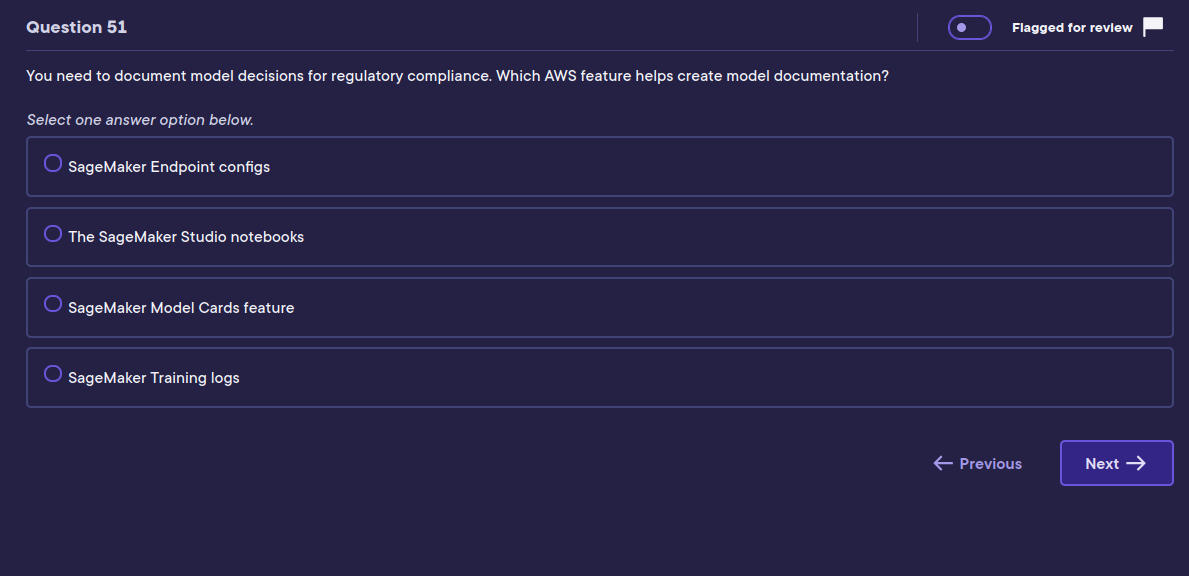 Question 51
Flagged for review
You need to document model decisions for regulatory compliance. Which AWS feature helps create model documentation?
Select one answer option below.
SageMaker Endpoint configs
The SageMaker Studio notebooks
SageMaker Model Cards feature
SageMaker Training logs
Previous
Next